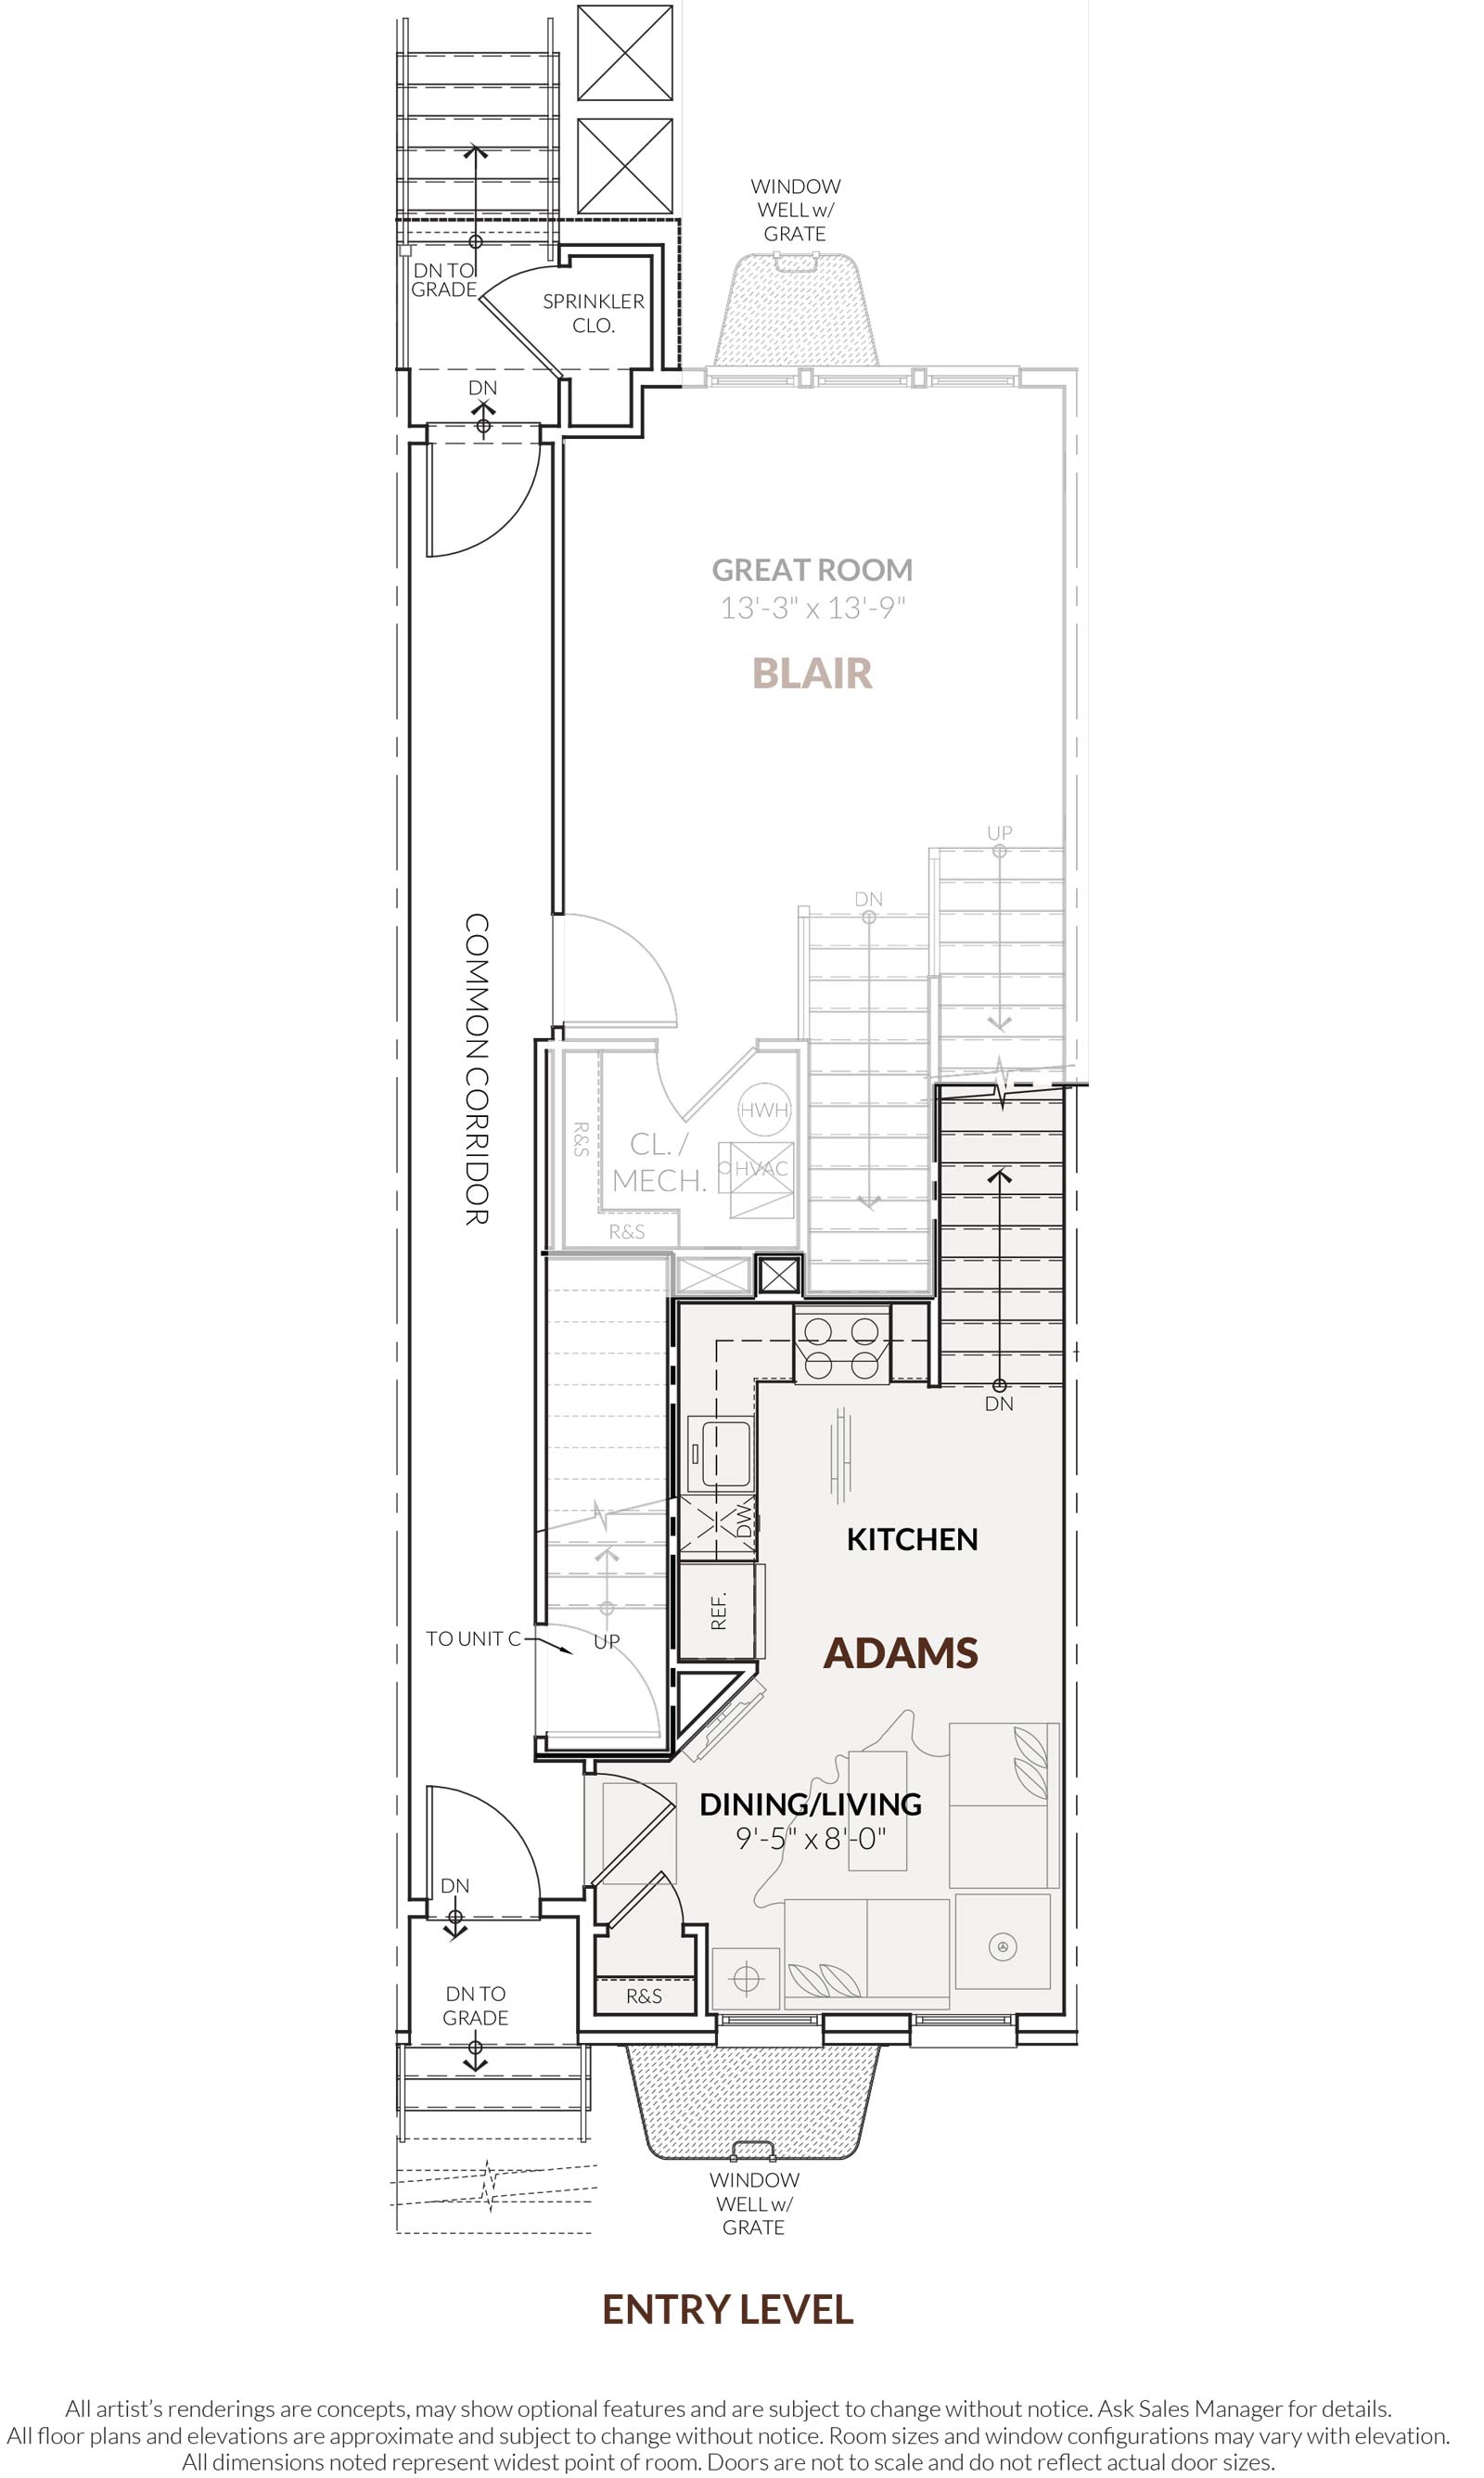 WINDOW
WELL w/
GRATE
DN TO
GRADE
SPRINKLER
CLO.
DN
GREAT ROOM
13'-3" x 13'-9"
BLAIR
UP
DN
COMMON CORRIDOR
HWH
R&S
CL. /
MECH.
HVAC
R&S
DN
DW
KITCHEN
REF.
TO UNIT C
UP
ADAMS
DINING/LIVING
9'-5" x 8'-0"
DN
DN TO
GRADE
R&S
WINDOW
WELL w/
GRATE
ENTRY LEVEL
All artist’s renderings are concepts, may show optional features and are subject to change without notice. Ask Sales Manager for details.
All floor plans and elevations are approximate and subject to change without notice. Room sizes and window configurations may vary with elevation.
All dimensions noted represent widest point of room. Doors are not to scale and do not reflect actual door sizes.